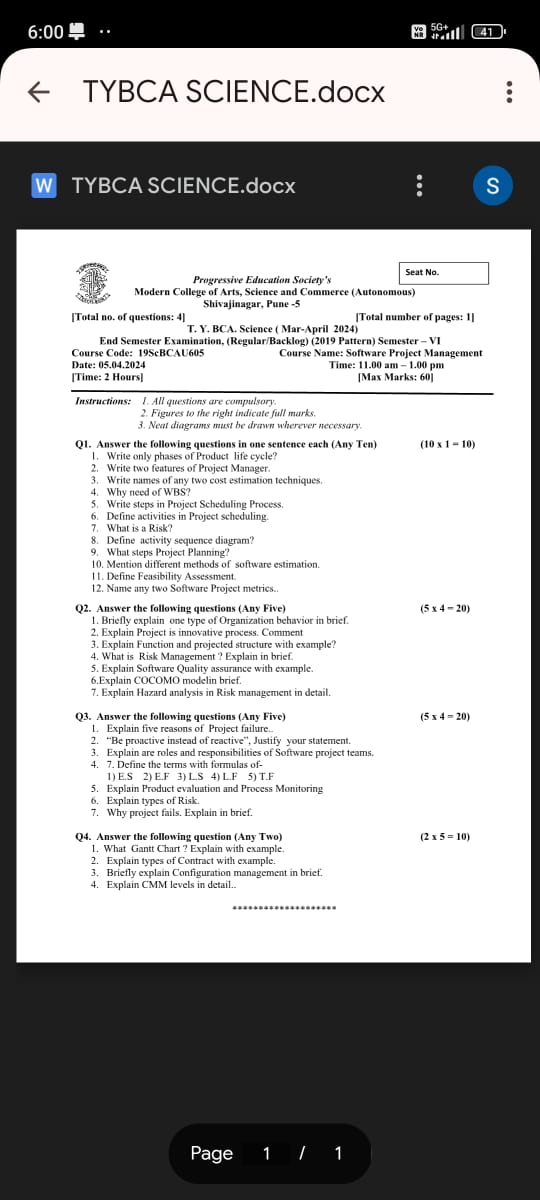 6:00
Vo NR 5G+ 41
TYBCA SCIENCE.docx
W TYBCA SCIENCE.docx S
Seat No.
Progressive Education Society's
Modern College of Arts, Science and Commerce (Autonomous)
Shivajinagar, Pune -5
[Total no. of questions: 4] [Total number of pages: 1]
T. Y. BCA. Science ( Mar-April 2024)
End Semester Examination, (Regular/Backlog) (2019 Pattern) Semester – VI
Course Code: 19ScBCAU605 Course Name: Software Project Management
Date: 05.04.2024 Time: 11.00 am – 1.00 pm
[Time: 2 Hours] [Max Marks: 60]
Instructions: 1. All questions are compulsory.
2. Figures to the right indicate full marks.
3. Neat diagrams must be drawn wherever necessary.
Q1. Answer the following questions in one sentence each (Any Ten) (10 x 1 = 10)
1. Write only phases of Product life cycle?
2. Write two features of Project Manager.
3. Write names of any two cost estimation techniques.
4. Why need of WBS?
5. Write steps in Project Scheduling Process.
6. Define activities in Project scheduling.
7. What is a Risk?
8. Define activity sequence diagram?
9. What steps Project Planning?
10. Mention different methods of software estimation.
11. Define Feasibility Assessment.
12. Name any two Software Project metrics..
Q2. Answer the following questions (Any Five) (5 x 4 = 20)
1. Briefly explain one type of Organization behavior in brief.
2. Explain Project is innovative process. Comment
3. Explain Function and projected structure with example?
4. What is Risk Management ? Explain in brief.
5. Explain Software Quality assurance with example.
6.Explain COCOMO modelin brief.
7. Explain Hazard analysis in Risk management in detail.
Q3. Answer the following questions (Any Five) (5 x 4 = 20)
1. Explain five reasons of Project failure..
2. “Be proactive instead of reactive”, Justify your statement.
3. Explain are roles and responsibilities of Software project teams.
4. 7. Define the terms with formulas of-
1) E.S 2) E.F 3) L.S 4) L.F 5) T.F
5. Explain Product evaluation and Process Monitoring
6. Explain types of Risk.
7. Why project fails. Explain in brief.
Q4. Answer the following question (Any Two) (2 x 5 = 10)
1. What Gantt Chart ? Explain with example.
2. Explain types of Contract with example.
3. Briefly explain Configuration management in brief.
4. Explain CMM levels in detail..
********************
Page 1 / 1